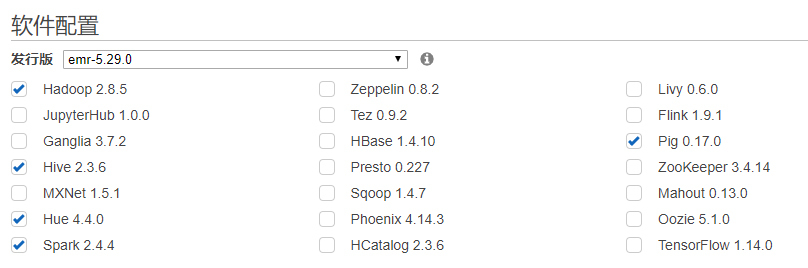 软件配置
发行版 emr-5.29.0
Hadoop 2.8.5 Zeppelin 0.8.2 Livy 0.6.0
JupyterHub 1.0.0 Tez 0.9.2 Flink 1.9.1
Ganglia 3.7.2 HBase 1.4.10 Pig 0.17.0
Hive 2.3.6 Presto 0.227 ZooKeeper 3.4.14
MXNet 1.5.1 Sqoop 1.4.7 Mahout 0.13.0
Hue 4.4.0 Phoenix 4.14.3 Oozie 5.1.0
Spark 2.4.4 HCatalog 2.3.6 TensorFlow 1.14.0